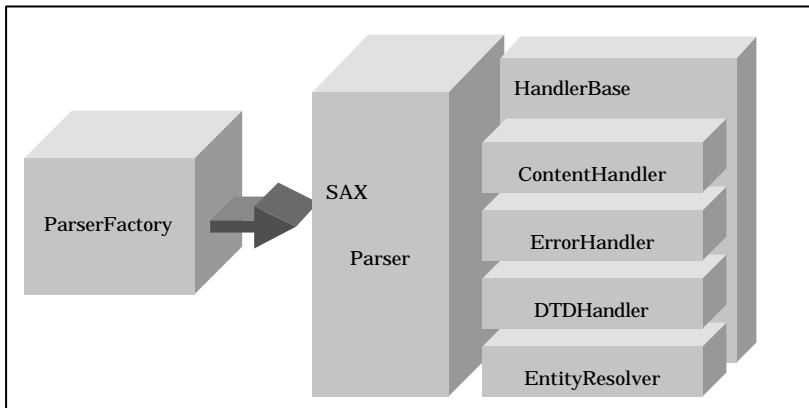 ParserFactory
SAX
Parser
HandlerBase
ContentHandler
ErrorHandler
DTDHandler
EntityResolver